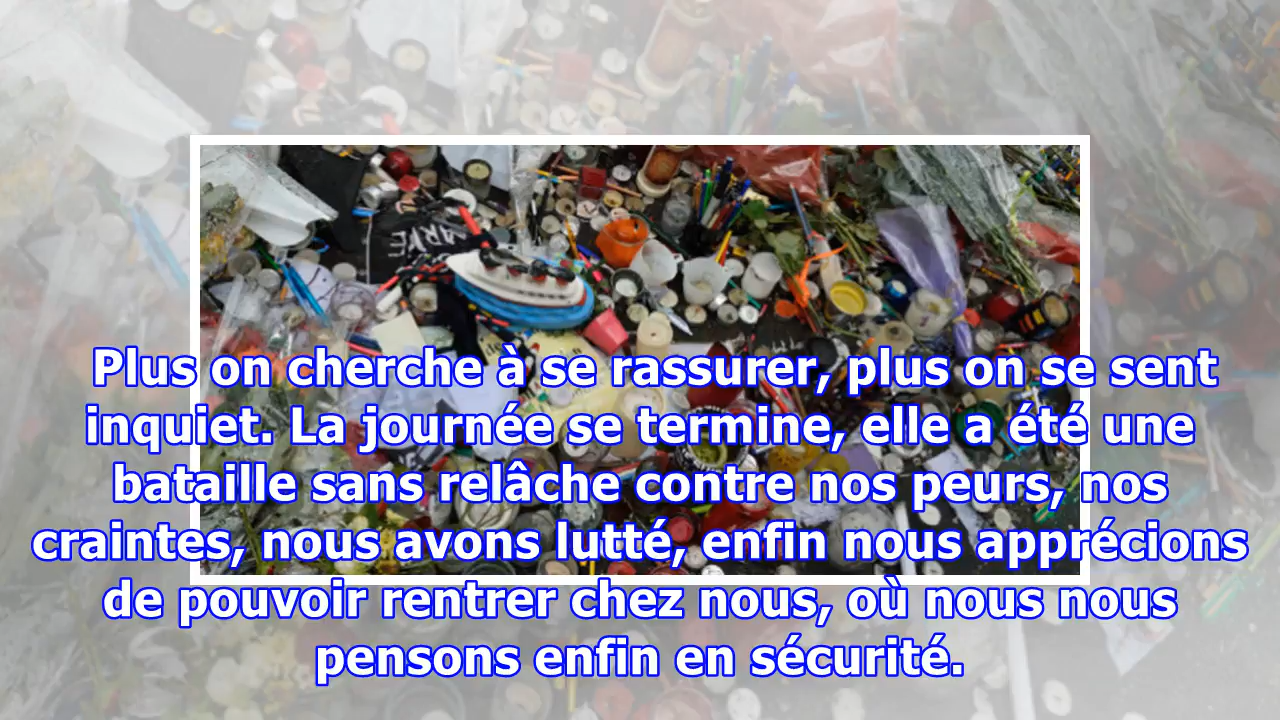 Plus on cherche à se rassurer, plus on se sent
inquiet. La journée se termine, elle a été une
bataille sans relâche contre nos peurs, nos
craintes, nous avons lutté, enfin nous apprécions
de pouvoir rentrer chez nous, où nous nous
pensons enfin en sécurité.